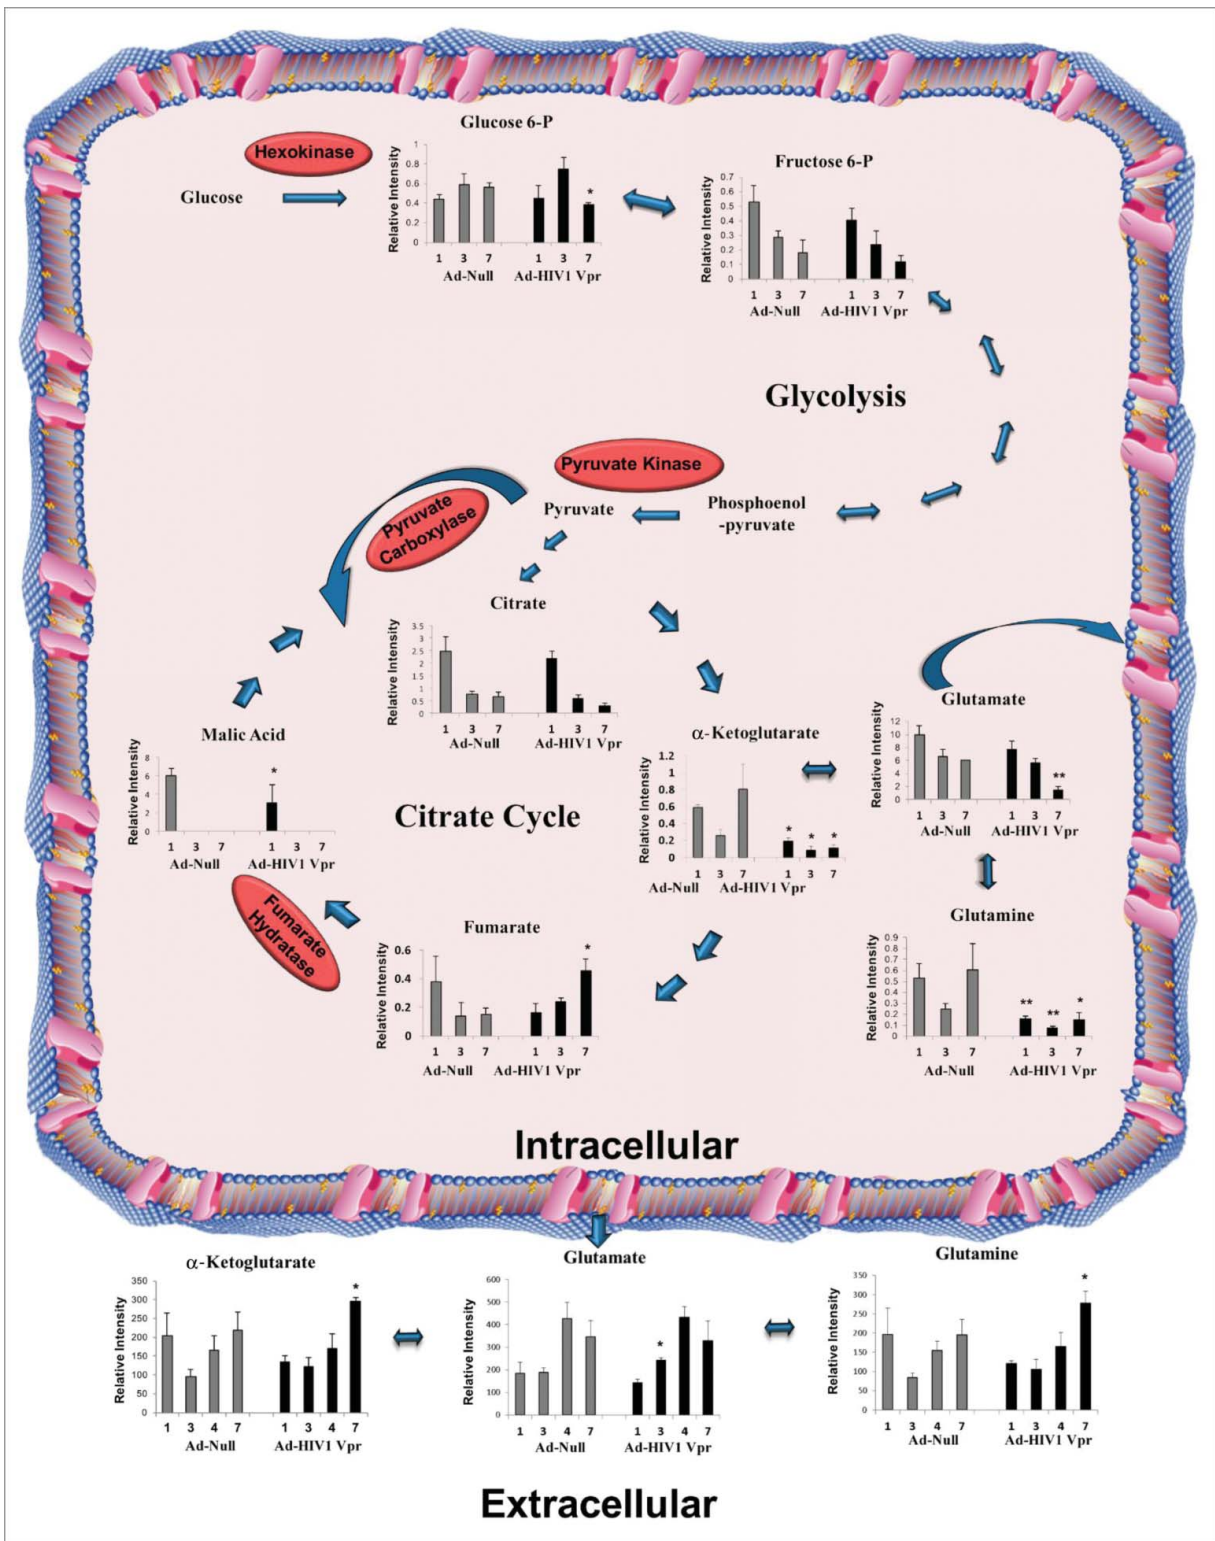 Glucose 6-P
Hexokinase
Glucose
Relative Intensity
1
0.8
0.6
0.4
0.2
0
*
1 3 7 1 3 7
Ad-Null Ad-HIV1 Vpr
Fructose 6-P
Relative Intensity
0.7
0.6
0.5
0.4
0.3
0.2
0.1
0
1 3 7 1 3 7
Ad-Null Ad-HIV1 Vpr
Glycolysis
Pyruvate Kinase
Pyruvate
Phosphoenol
-pyruvate
Pyruvate
Carboxylase
Citrate
Relative Intensity
3.5
3
2.5
2
1.5
1
0.5
0
1 3 7 1 3 7
Ad-Null Ad-HIV1 Vpr
Malic Acid
Relative Intensity
8
6
4
2
0
*
1 3 7 1 3 7
Ad-Null Ad-HIV1 Vpr
Citrate Cycle
α-Ketoglutarate
Relative Intensity
1.2
1
0.8
0.6
0.4
0.2
0
* * *
1 3 7 1 3 7
Ad-Null Ad-HIV1 Vpr
Glutamate
Relative Intensity
12
10
8
6
4
2
0
**
1 3 7 1 3 7
Ad-Null Ad-HIV1 Vpr
Glutamine
Relative Intensity
0.9
0.8
0.7
0.6
0.5
0.4
0.3
0.2
0.1
0
** ** *
1 3 7 1 3 7
Ad-Null Ad-HIV1 Vpr
Fumarate
Hydratase
Fumarate
Relative Intensity
0.6
0.4
0.2
0
*
1 3 7 1 3 7
Ad-Null Ad-HIV1 Vpr
Intracellular
α-Ketoglutarate
Relative Intensity
350
300
250
200
150
100
50
0
*
1 3 4 7 1 3 4 7
Ad-Null Ad-HIV1 Vpr
Glutamate
Relative Intensity
600
500
400
300
200
100
0
*
1 3 4 7 1 3 4 7
Ad-Null Ad-HIV1 Vpr
Glutamine
Relative Intensity
350
300
250
200
150
100
50
0
*
1 3 4 7 1 3 4 7
Ad-Null Ad-HIV1 Vpr
Extracellular